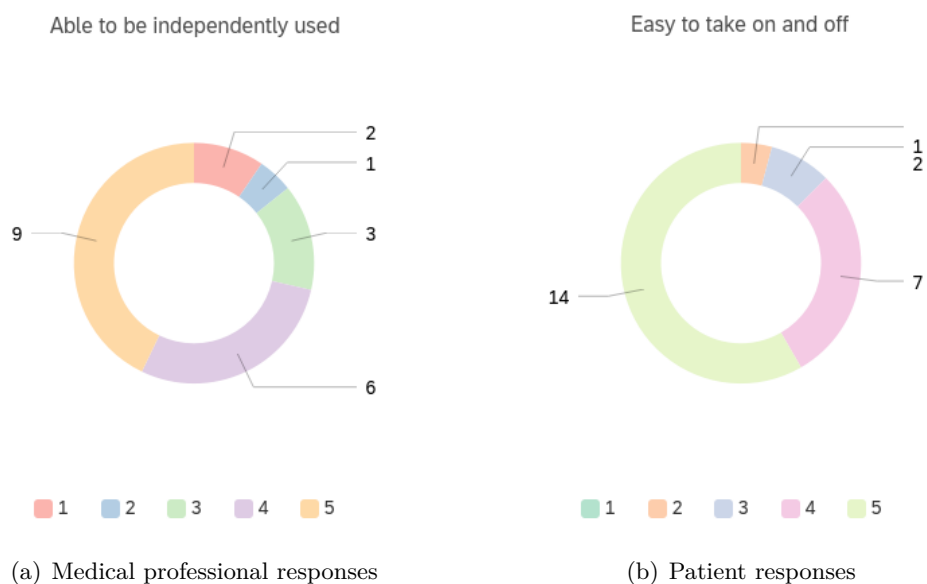 Able to be independently used
2
1
3
9
6
1 2 3 4 5
(a) Medical professional responses
Easy to take on and off
1
2
7
14
1 2 3 4 5
(b) Patient responses